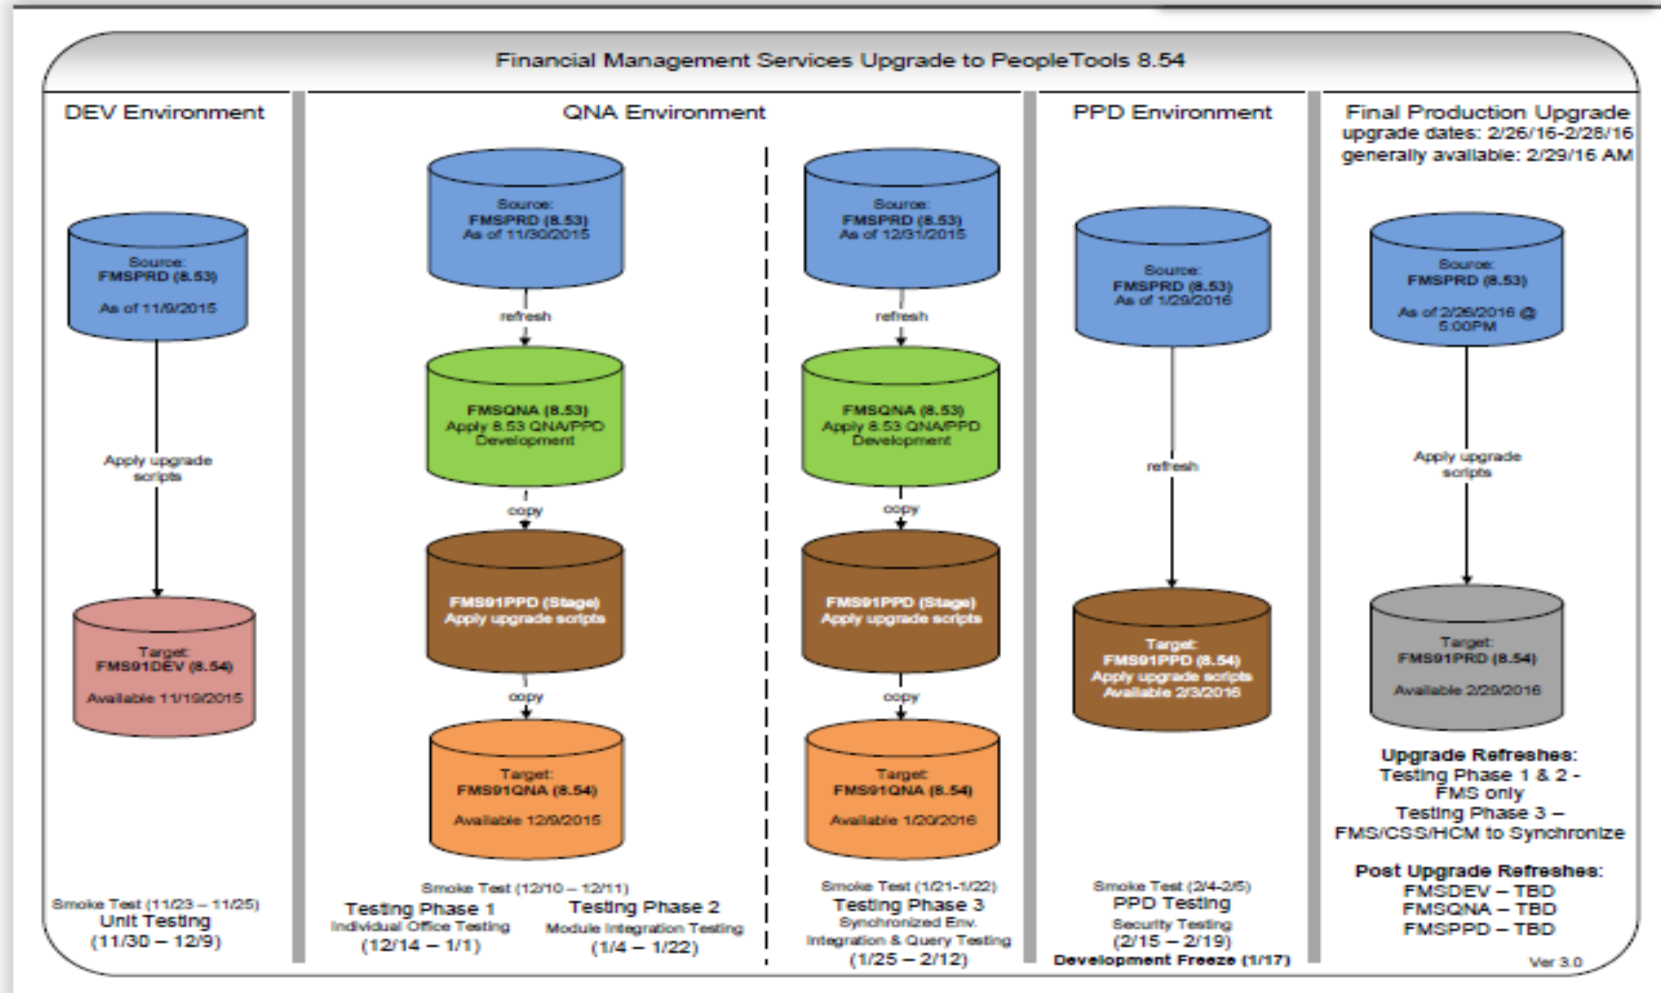 Financial Management Services Upgrade to PeopleTools 8.54
DEV Environment
Source:
FMSPRD (8.53)
As of 11/9/2015
Apply upgrade
scripts
Target:
FMS91DEV (8.54)
Available 11/19/2015
Smoke Test (11/23 – 11/25)
Unit Testing
(11/30 – 12/9)
QNA Environment
Source:
FMSPRD (8.53)
As of 11/30/2015
refresh
FMSQNA (8.53)
Apply 8.53 QNA/PPD
Development
copy
FMS91PPD (Stage)
Apply upgrade scripts
copy
Target:
FMS91QNA (8.54)
Available 12/9/2015
Smoke Test (12/10 – 12/11)
Testing Phase 1
Individual Office Testing
(12/14 – 1/1)
Testing Phase 2
Module Integration Testing
(1/4 – 1/22)
Source:
FMSPRD (8.53)
As of 12/31/2015
refresh
FMSQNA (8.53)
Apply 8.53 QNA/PPD
Development
copy
FMS91PPD (Stage)
Apply upgrade scripts
copy
Target:
FMS91QNA (8.54)
Available 1/20/2016
Smoke Test (1/21-1/22)
Testing Phase 3
Synchronized Env.
Integration & Query Testing
(1/25 – 2/12)
PPD Environment
Source:
FMSPRD (8.53)
As of 1/29/2016
refresh
Target:
FMS91PPD (8.54)
Apply upgrade scripts
Available 2/3/2016
Smoke Test (2/4-2/5)
PPD Testing
Security Testing
(2/15 – 2/19)
Development Freeze (1/17)
Final Production Upgrade
upgrade dates: 2/26/16-2/28/16
generally available: 2/29/16 AM
Source:
FMSPRD (8.53)
As of 2/26/2016 @
5:00PM
Apply upgrade
scripts
Target:
FMS91PRD (8.54)
Available 2/29/2016
Upgrade Refreshes:
Testing Phase 1 & 2 -
FMS only
Testing Phase 3 –
FMS/CSS/HCM to Synchronize
Post Upgrade Refreshes:
FMSDEV – TBD
FMSQNA – TBD
FMSPPD – TBD
Ver 3.0